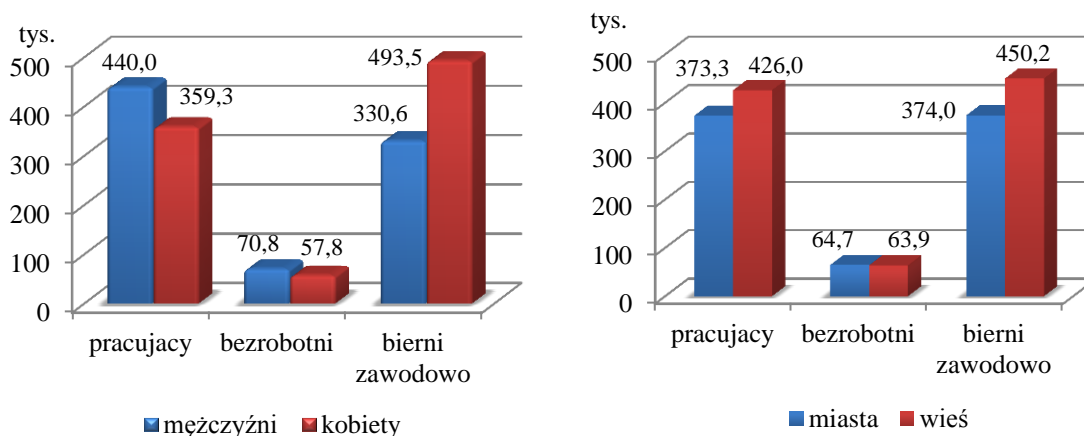 tys.
500
400
300
200
100
0
440,0
359,3
70,8
57,8
330,6
493,5
pracujacy
bezrobotni
bierni
zawodowo
mężczyźni
kobiety
tys.
500
400
300
200
100
0
373,3
426,0
64,7
63,9
374,0
450,2
pracujacy
bezrobotni
bierni
zawodowo
miasta
wieś